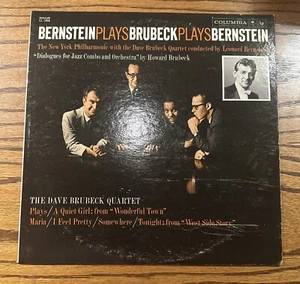 COLUMBIA
BERNSTEIN PLAYS BRUBECK PLAYS BERNSTEIN
The New York Philharmonic with the Dave Brubeck Quartet conducted by Leonard Bernstein
"Dialogues for Jazz Combo and Orchestra" by Howard Brubeck
THE DAVE BRUBECK QUARTET
Plays/A Quiet Girl: from "Wonderful Town"
Maria/I Feel Pretty/Somewhere/Tonight: from "West Side Story"